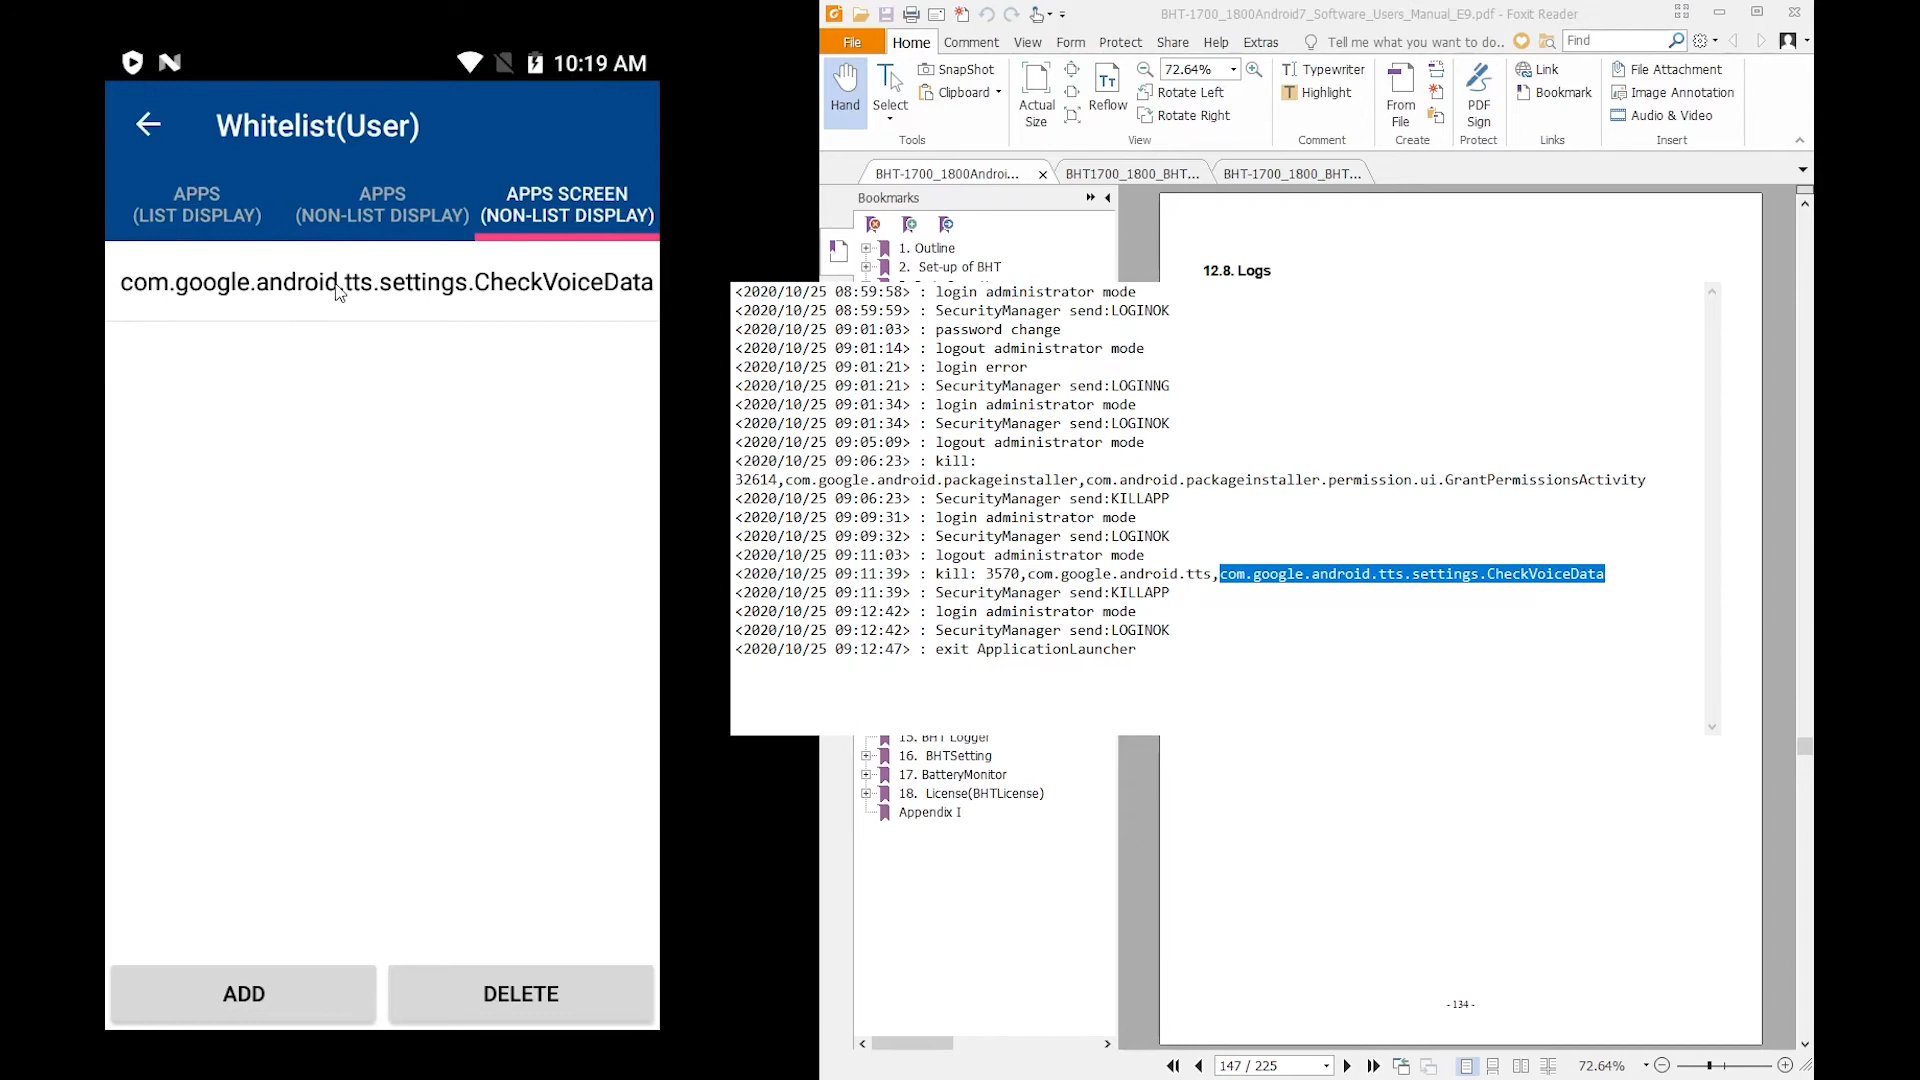 10:19 AM
Whitelist(User)
APPS
(LIST DISPLAY)
APPS
(NON-LIST DISPLAY)
APPS SCREEN
(NON-LIST DISPLAY)
com.google.android.tts.settings.CheckVoiceData
ADD
DELETE
BHT-1700_1800Android7_Software_Users_Manual_E9.pdf - Foxit Reader
File
Home
Comment
View
Form
Protect
Share
Help
Extras
Tell me what you want to do..
Find
Hand
Select
SnapShot
Clipboard
Tools
Actual
Size
Reflow
72.64%
Rotate Left
Rotate Right
View
Typewriter
Highlight
Comment
From
File
Create
PDF
Sign
Protect
Link
Bookmark
Links
File Attachment
Image Annotation
Audio & Video
Insert
BHT-1700_1800Androi...
BHT1700_1800_BHT...
BHT-1700_1800_BHT...
Bookmarks
1. Outline
2. Set-up of BHT
12.8. Logs
<2020/10/25 08:59:58> : login administrator mode
<2020/10/25 08:59:59> : SecurityManager send:LOGINOK
<2020/10/25 09:01:03> : password change
<2020/10/25 09:01:14> : logout administrator mode
<2020/10/25 09:01:21> : login error
<2020/10/25 09:01:21> : SecurityManager send:LOGINNG
<2020/10/25 09:01:34> : login administrator mode
<2020/10/25 09:01:34> : SecurityManager send:LOGINOK
<2020/10/25 09:05:09> : logout administrator mode
<2020/10/25 09:06:23> : kill:
32614,com.google.android.packageinstaller,com.android.packageinstaller.permission.ui.GrantPermissionsActivity
<2020/10/25 09:06:23> : SecurityManager send:KILLAPP
<2020/10/25 09:09:31> : login administrator mode
<2020/10/25 09:09:32> : SecurityManager send:LOGINOK
<2020/10/25 09:11:03> : logout administrator mode
<2020/10/25 09:11:39> : kill: 3570,com.google.android.tts,com.google.android.tts.settings.CheckVoiceData
<2020/10/25 09:11:39> : SecurityManager send:KILLAPP
<2020/10/25 09:12:42> : login administrator mode
<2020/10/25 09:12:42> : SecurityManager send:LOGINOK
<2020/10/25 09:12:47> : exit ApplicationLauncher
15. BHT Logger
16. BHTSetting
17. BatteryMonitor
18. License(BHTLicense)
Appendix I
- 134 -
147 / 225
72.64%